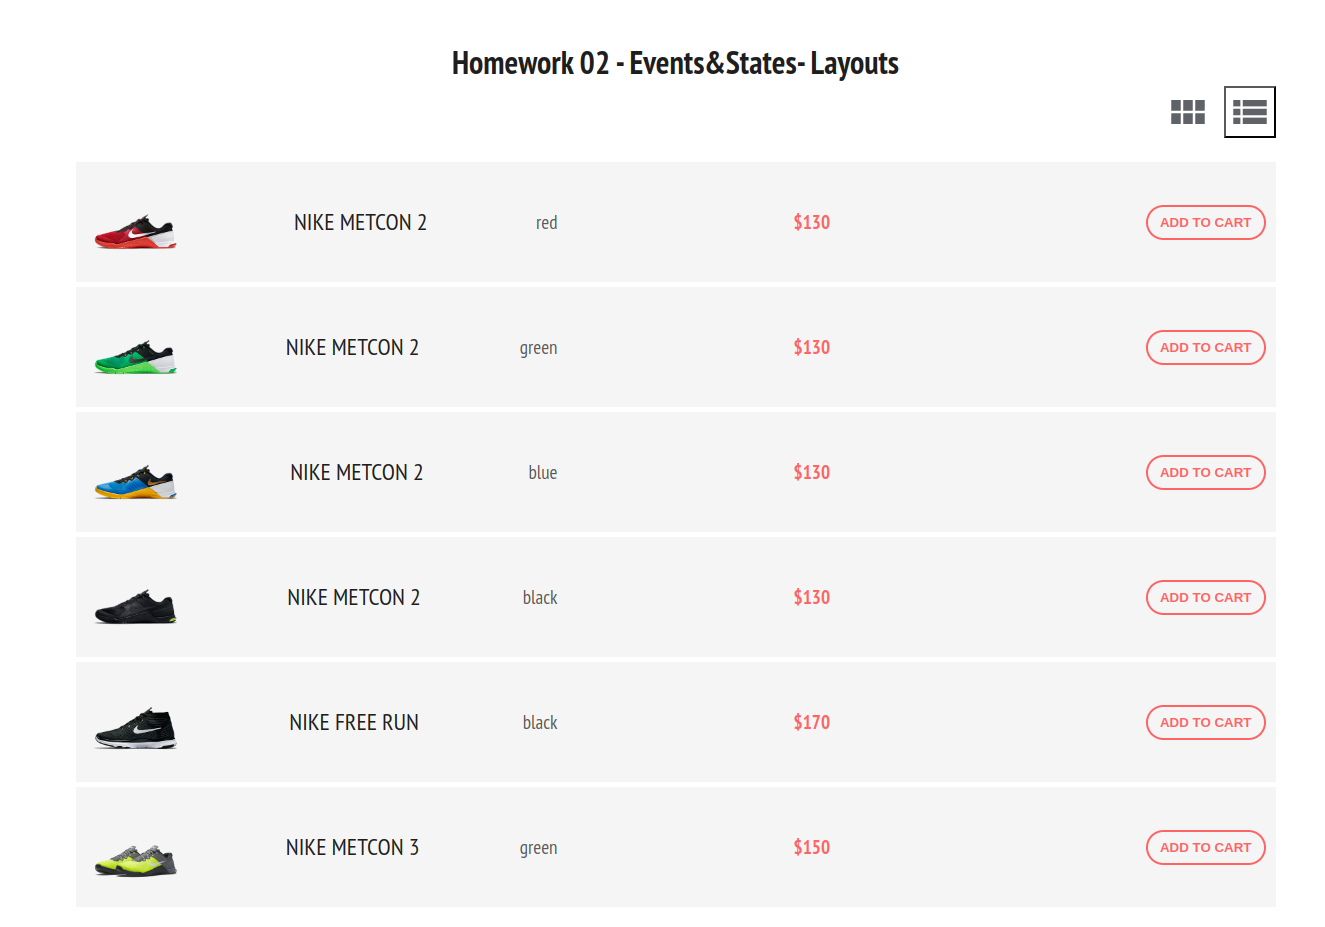 Homework 02 - Events&States- Layouts
NIKE METCON 2 red $130 ADD TO CART
NIKE METCON 2 green $130 ADD TO CART
NIKE METCON 2 blue $130 ADD TO CART
NIKE METCON 2 black $130 ADD TO CART
NIKE FREE RUN black $170 ADD TO CART
NIKE METCON 3 green $150 ADD TO CART